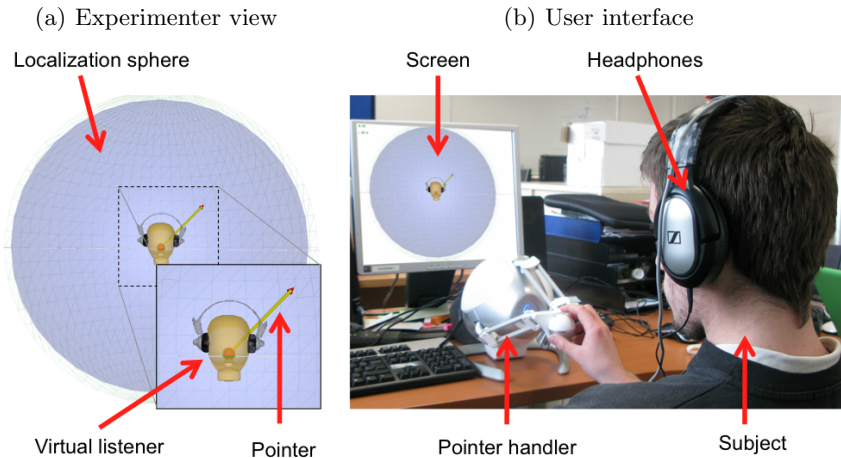 (a) Experimenter view
(b) User interface
Localization sphere
Screen
Headphones
Virtual listener
Pointer
Pointer handler
Subject